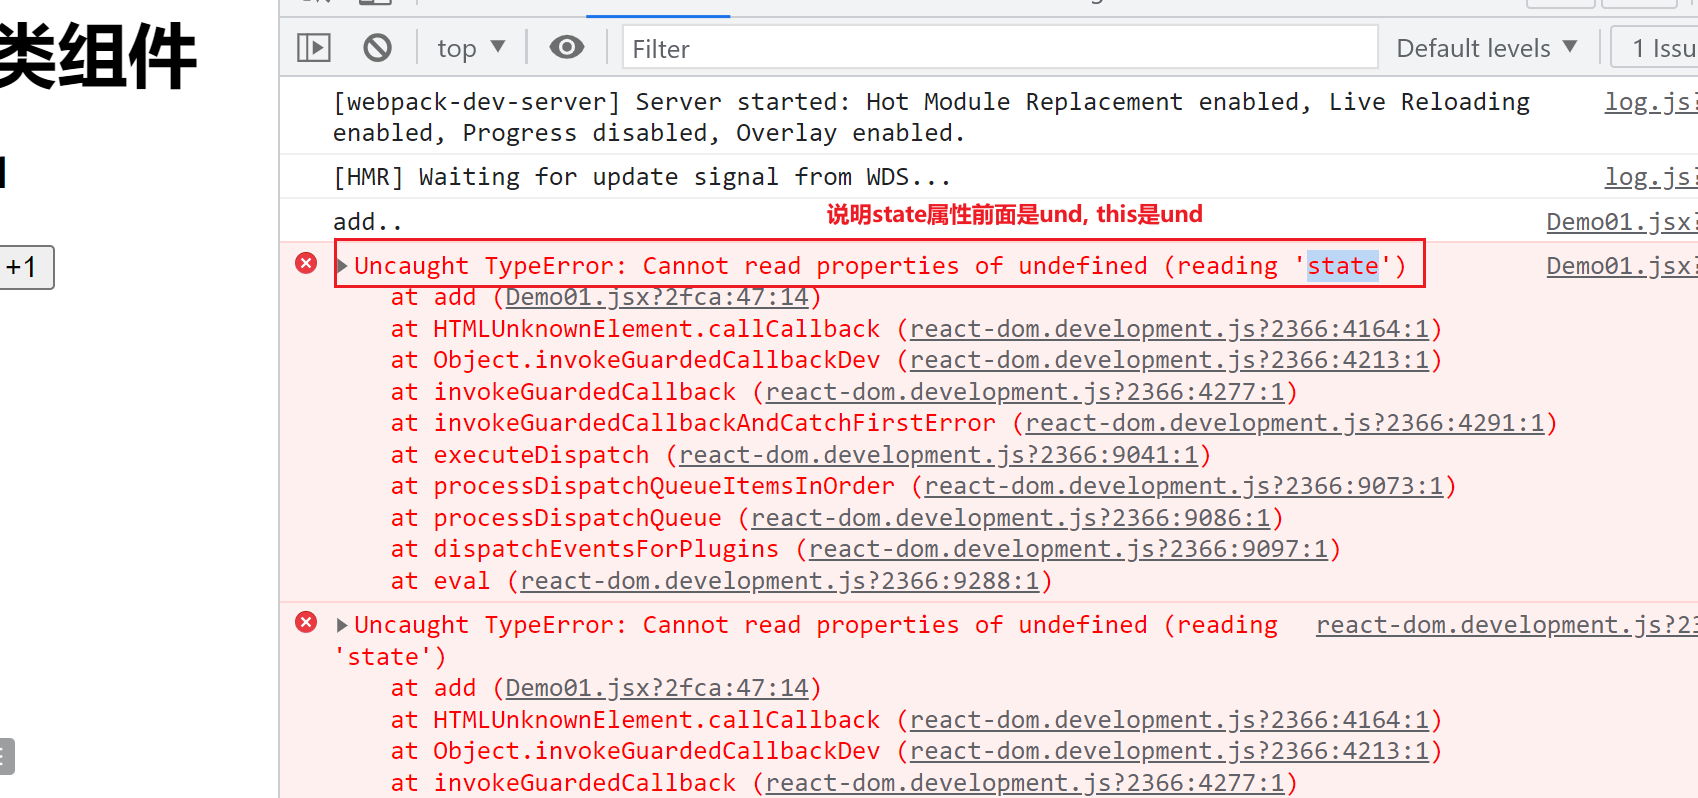 类组件
+1
top
Filter
Default levels
1 Issu
[webpack-dev-server] Server started: Hot Module Replacement enabled, Live Reloading
enabled, Progress disabled, Overlay enabled.
log.js?
[HMR] Waiting for update signal from WDS...
log.js?
说明state属性前面是und, this是und
add..
Demo01.jsx?
Uncaught TypeError: Cannot read properties of undefined (reading 'state')
Demo01.jsx?
at add (Demo01.jsx?2fca:47:14)
at HTMLUnknownElement.callCallback (react-dom.development.js?2366:4164:1)
at Object.invokeGuardedCallbackDev (react-dom.development.js?2366:4213:1)
at invokeGuardedCallback (react-dom.development.js?2366:4277:1)
at invokeGuardedCallbackAndCatchFirstError (react-dom.development.js?2366:4291:1)
at executeDispatch (react-dom.development.js?2366:9041:1)
at processDispatchQueueItemsInOrder (react-dom.development.js?2366:9073:1)
at processDispatchQueue (react-dom.development.js?2366:9086:1)
at dispatchEventsForPlugins (react-dom.development.js?2366:9097:1)
at eval (react-dom.development.js?2366:9288:1)
Uncaught TypeError: Cannot read properties of undefined (reading
react-dom.development.js?23
'state')
at add (Demo01.jsx?2fca:47:14)
at HTMLUnknownElement.callCallback (react-dom.development.js?2366:4164:1)
at Object.invokeGuardedCallbackDev (react-dom.development.js?2366:4213:1)
at invokeGuardedCallback (react-dom.development.js?2366:4277:1)